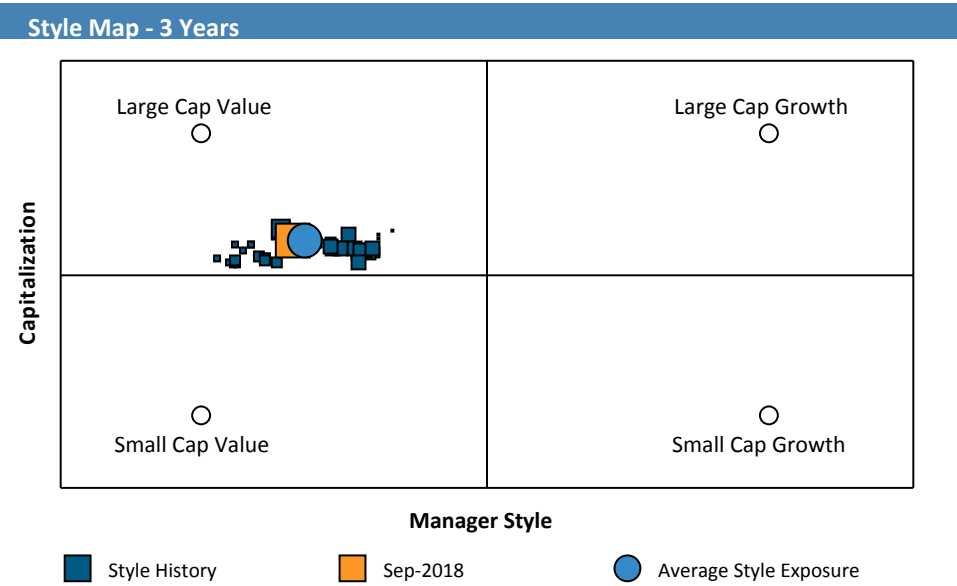 Style Map - 3 Years
Large Cap Value
Large Cap Growth
Capitalization
Small Cap Value
Small Cap Growth
Manager Style
Style History
Sep-2018
Average Style Exposure